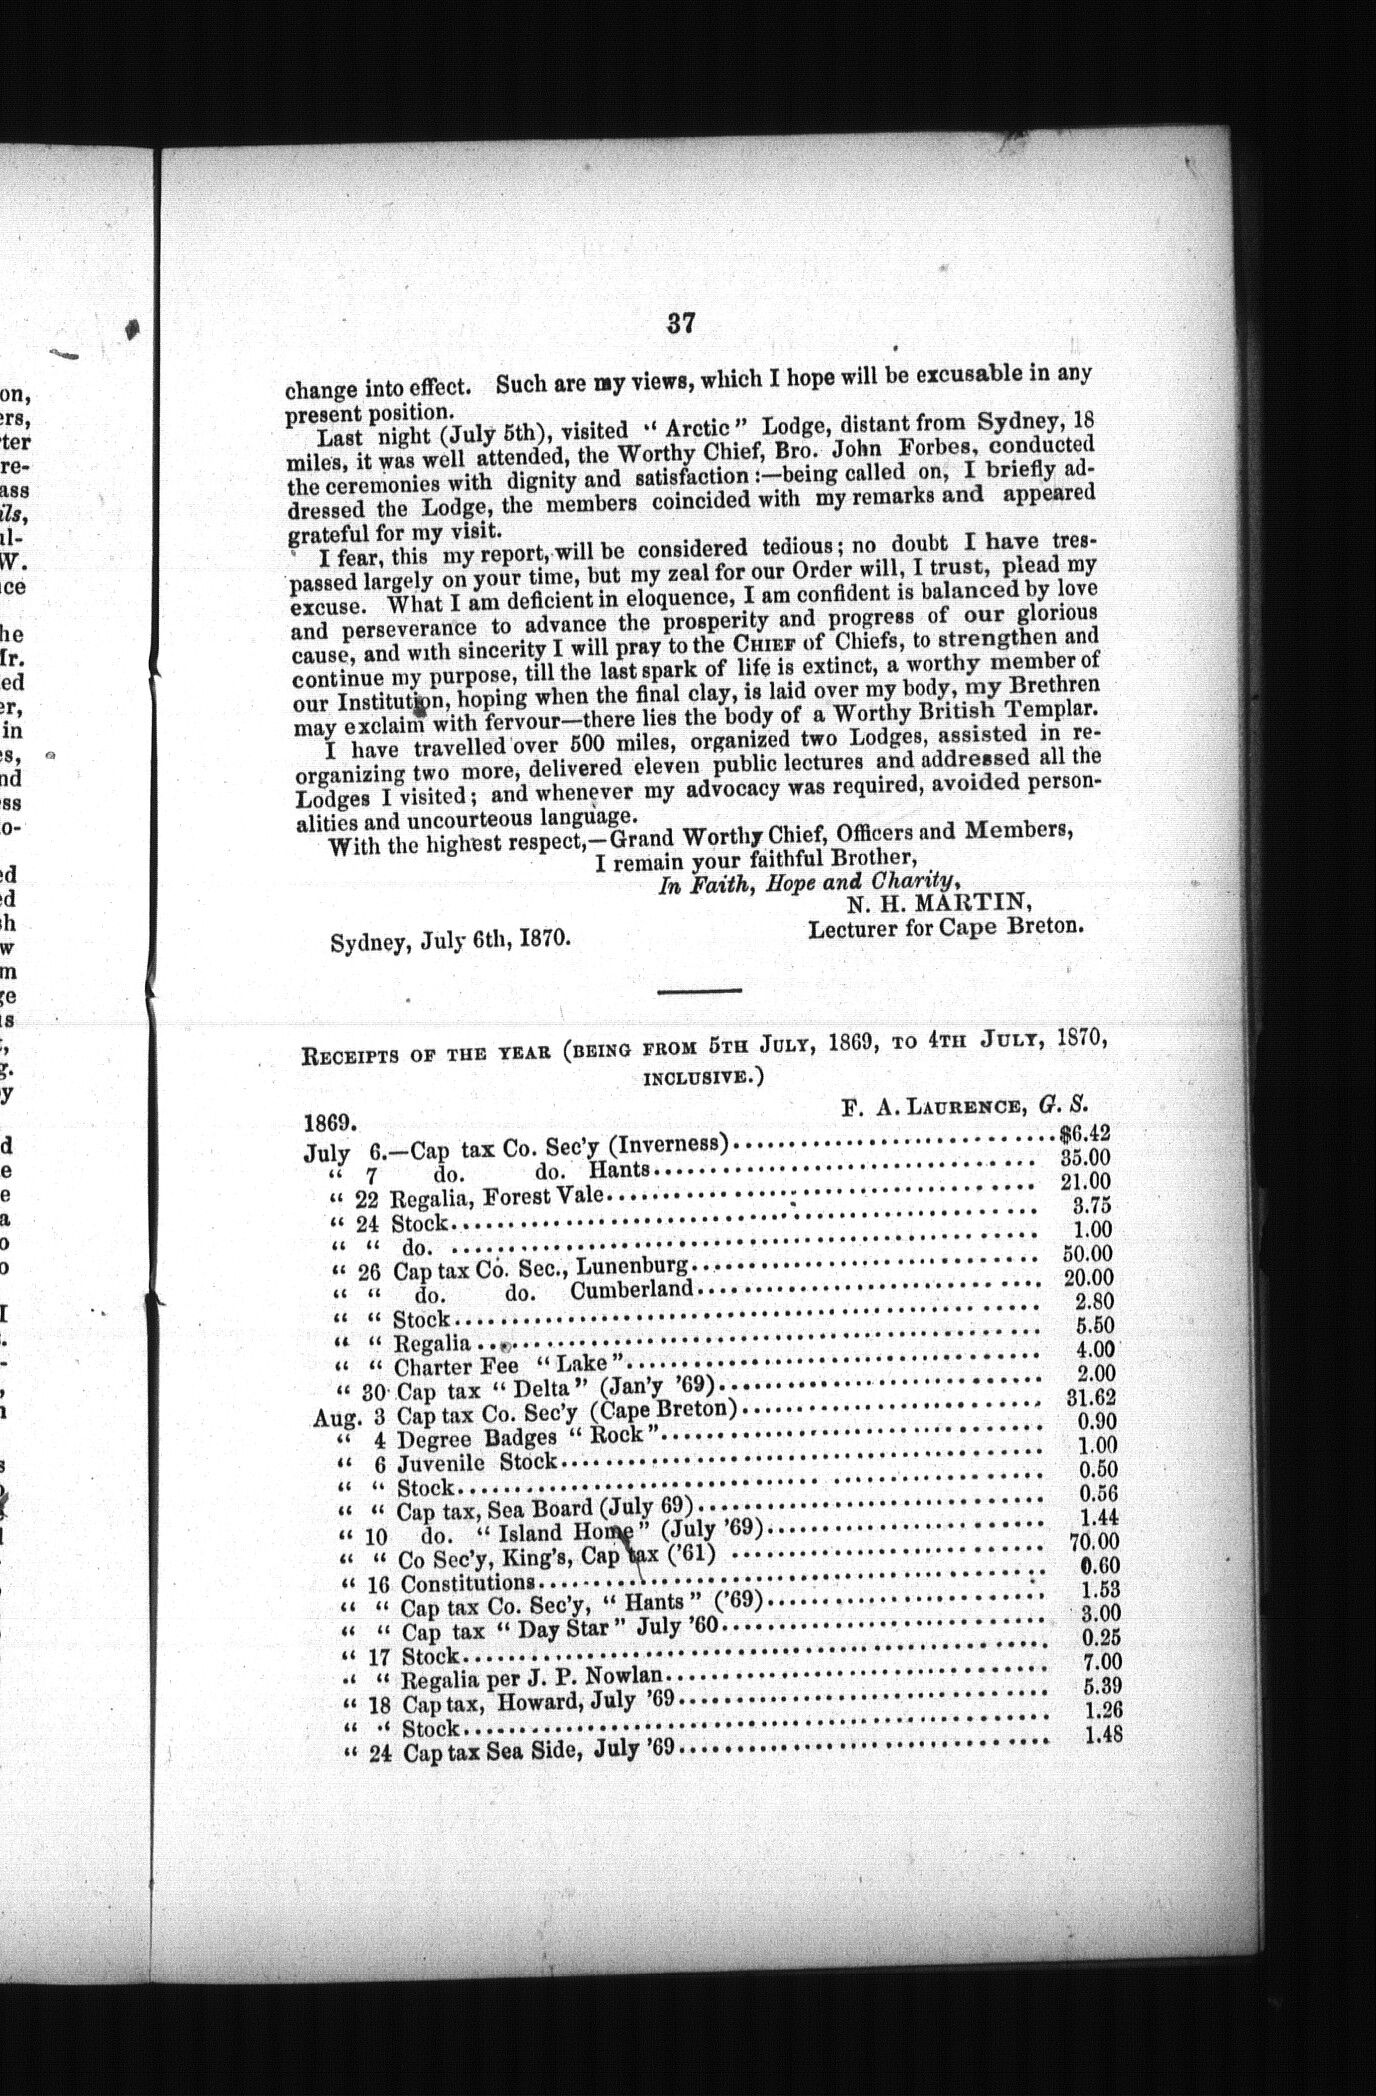 37
change into effect. Such are my views, which I hope will be excusable in any
present position.
Last night (July 5th), visited “ Arctic ” Lodge, distant from Sydney, 18
miles, it was well attended, the Worthy Chief, Bro. John Forbes, conducted
the ceremonies with dignity and satisfaction :—being called on, I briefly ad-
dressed the Lodge, the members coincided with my remarks and appeared
grateful for my visit.
I fear, this my report, will be considered tedious; no doubt I have tres-
passed largely on your time, but my zeal for our Order will, I trust, plead my
excuse. What I am deficient in eloquence, I am confident is balanced by love
and perseverance to advance the prosperity and progress of our glorious
cause, and with sincerity I will pray to the CHIEF of Chiefs, to strengthen and
continue my purpose, till the last spark of life is extinct, a worthy member of
our Institution, hoping when the final clay, is laid over my body, my Brethren
may exclaim with fervour—there lies the body of a Worthy British Templar.
I have travelled over 500 miles, organized two Lodges, assisted in re-
organizing two more, delivered eleven public lectures and addressed all the
Lodges I visited; and whenever my advocacy was required, avoided person-
alities and uncourteous language.
With the highest respect,—Grand Worthy Chief, Officers and Members,
I remain your faithful Brother,
In Faith, Hope and Charity,
N. H. MARTIN,
Lecturer for Cape Breton.
Sydney, July 6th, 1870.
RECEIPTS OF THE YEAR (BEING FROM 5TH JULY, 1869, TO 4TH JULY, 1870,
INCLUSIVE.)
F. A. LAURENCE, G. S.
1869.
July 6.—Cap tax Co. Sec'y (Inverness)........ $6.42
“ 7 do. do. Hants........ 35.00
“ 22 Regalia, Forest Vale........ 21.00
“ 24 Stock........ 3.75
“ “ do. ........ 1.00
“ 26 Cap tax Co. Sec., Lunenburg........ 50.00
“ “ do. do. Cumberland........ 20.00
“ “ Stock........ 2.80
“ “ Regalia........ 5.50
“ “ Charter Fee “ Lake ”........ 4.00
“ 30 Cap tax “ Delta ” (Jan'y '69)........ 2.00
Aug. 3 Cap tax Co. Sec'y (Cape Breton)........ 31.62
“ 4 Degree Badges “ Rock ”........ 0.90
“ 6 Juvenile Stock........ 1.00
“ “ Stock........ 0.50
“ “ Cap tax, Sea Board (July 69)........ 0.56
“ 10 do. “ Island Home ” (July '69)........ 1.44
“ “ Co Sec'y, King's, Cap tax ('61) ........ 70.00
“ 16 Constitutions........ 0.60
“ “ Cap tax Co. Sec'y, “ Hants ” ('69)........ 1.53
“ “ Cap tax “ Day Star ” July '60........ 3.00
“ 17 Stock........ 0.25
“ “ Regalia per J. P. Nowlan........ 7.00
“ 18 Cap tax, Howard, July '69........ 5.39
“ “ Stock........ 1.26
“ 24 Cap tax Sea Side, July '69........ 1.48